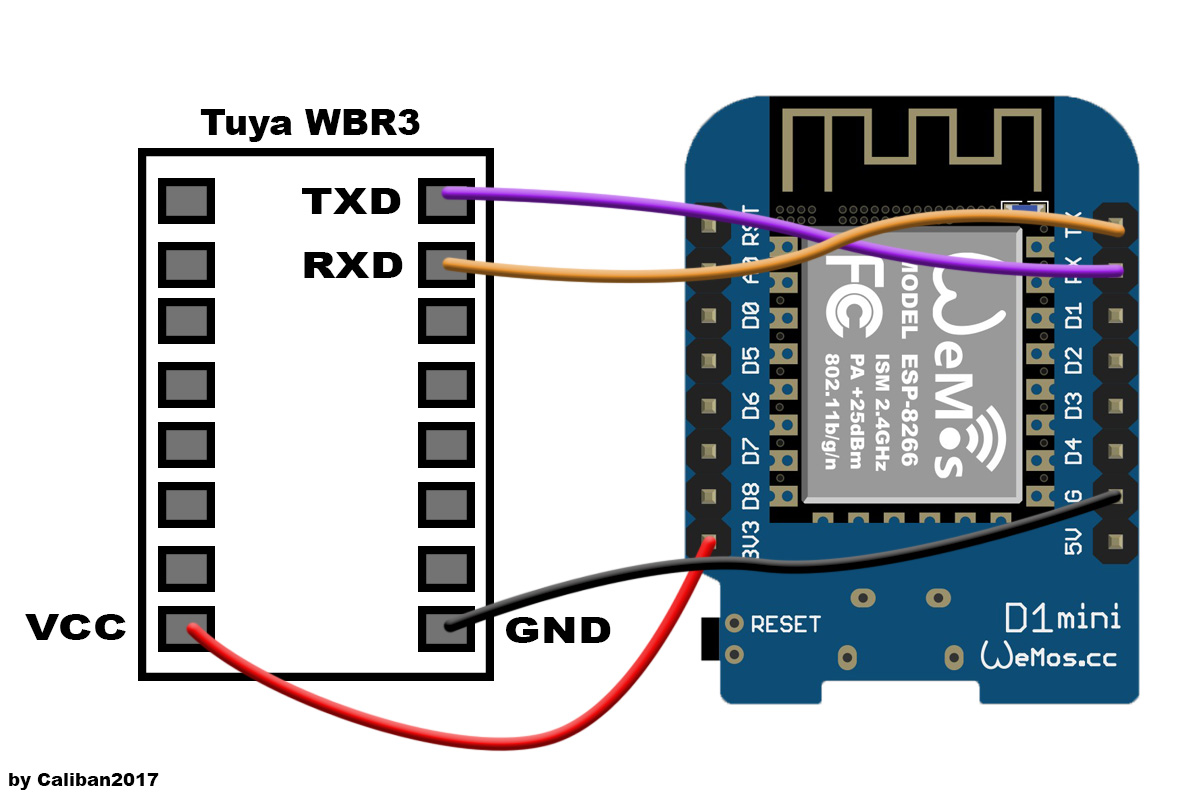 Tuya WBR3
TXD
RXD
VCC
GND
RST
A0
D0
D5
D6
D7
D8
3V3
TX
RX
D1
D2
D3
D4
G
5V
WeMos
FC
MODEL ESP-8266
ISM 2.4GHz
PA +25dBm
802.11b/g/n
RESET
D1mini
WeMos.cc
by Caliban2017